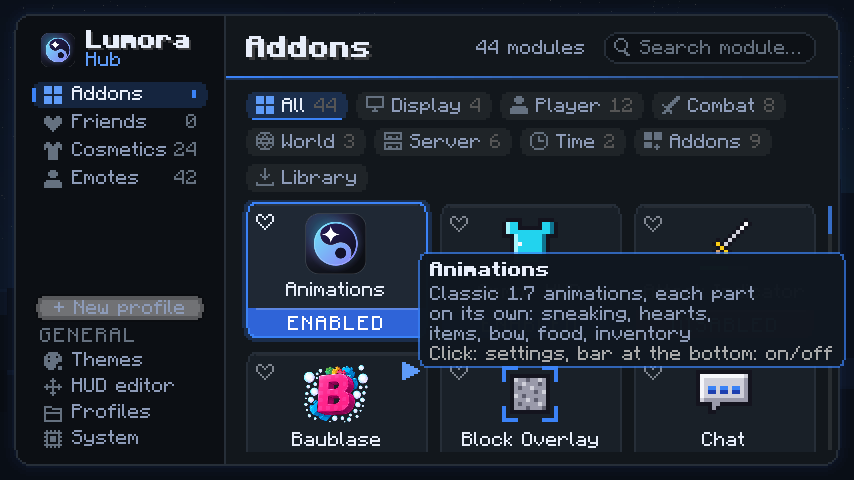 Lumora
Hub
Addons
Friends 0
Cosmetics 24
Emotes 42
+ New profile
GENERAL
Themes
HUD editor
Profiles
System
Addons
44 modules
Search module...
All 44
Display 4
Player 12
Combat 8
World 3
Server 6
Time 2
Addons 9
Library
Animations
ENABLED
Animations
Classic 1.7 animations, each part
on its own: sneaking, hearts,
items, bow, food, inventory
Click: settings, bar at the bottom: on/off
B
Baublase
Block Overlay
Chat